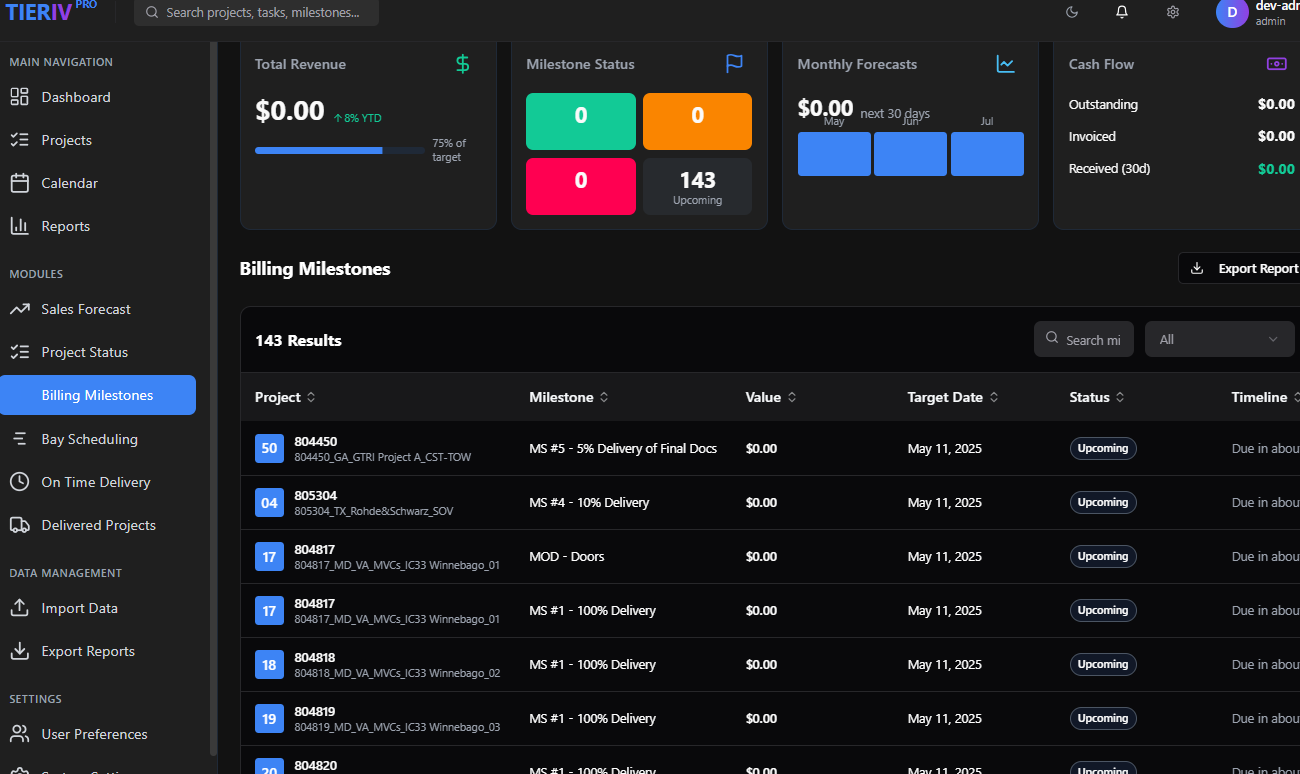 TIERIV PRO
Search projects, tasks, milestones...
D
dev-adr
admin
MAIN NAVIGATION
Dashboard
Projects
Calendar
Reports
MODULES
Sales Forecast
Project Status
Billing Milestones
Bay Scheduling
On Time Delivery
Delivered Projects
DATA MANAGEMENT
Import Data
Export Reports
SETTINGS
User Preferences
Total Revenue
$0.00 ↑ 8% YTD
75% of
target
Milestone Status
0
0
0
143
Upcoming
Monthly Forecasts
$0.00 next 30 days
May Jun Jul
Cash Flow
Outstanding $0.00
Invoiced $0.00
Received (30d) $0.00
Billing Milestones
Export Report
143 Results
Search mi
All
Project Milestone Value Target Date Status Timeline
50 804450 MS #5 - 5% Delivery of Final Docs $0.00 May 11, 2025 Upcoming Due in abou
804450_GA_GTRI Project A_CST-TOW
04 805304 MS #4 - 10% Delivery $0.00 May 11, 2025 Upcoming Due in abou
805304_TX_Rohde&Schwarz_SOV
17 804817 MOD - Doors $0.00 May 11, 2025 Upcoming Due in abou
804817_MD_VA_MVCs_IC33 Winnebago_01
17 804817 MS #1 - 100% Delivery $0.00 May 11, 2025 Upcoming Due in abou
804817_MD_VA_MVCs_IC33 Winnebago_01
18 804818 MS #1 - 100% Delivery $0.00 May 11, 2025 Upcoming Due in abou
804818_MD_VA_MVCs_IC33 Winnebago_02
19 804819 MS #1 - 100% Delivery $0.00 May 11, 2025 Upcoming Due in abou
804819_MD_VA_MVCs_IC33 Winnebago_03
20 804820 MS #1 - 100% Delivery $0.00 May 11, 2025 Upcoming Due in abou